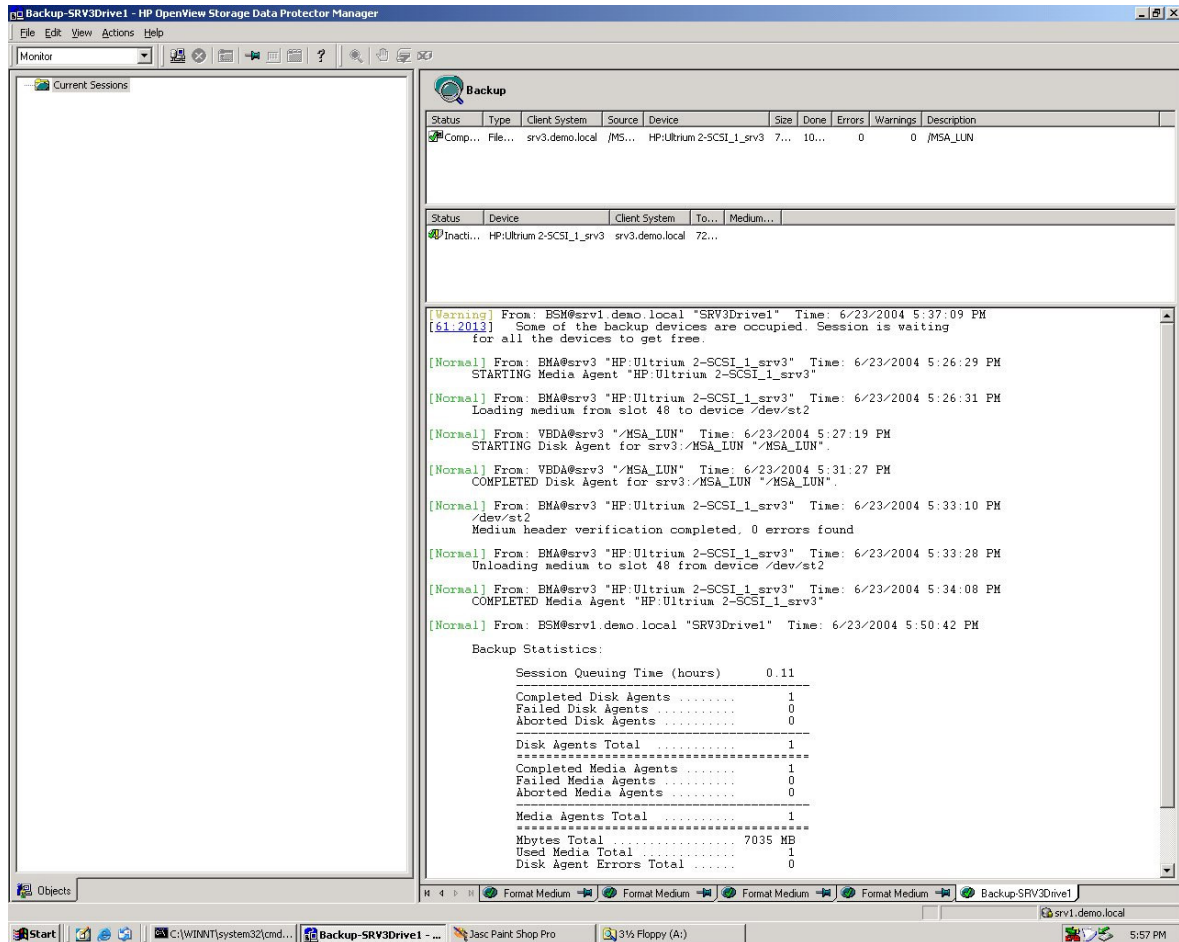 Backup-SRV3Drive1 - HP OpenView Storage Data Protector Manager
File Edit View Actions Help
Monitor
Current Sessions
Backup
Status Type Client System Source Device Size Done Errors Warnings Description
Comp... File... srv3.demo.local /MS... HP:Ultrium 2-SCSI_1_srv3 7... 10... 0 0 /MSA_LUN
Status Device Client System To... Medium...
Inacti... HP:Ultrium 2-SCSI_1_srv3 srv3.demo.local 72...
[Warning] From: BSM@srv1.demo.local "SRV3Drive1" Time: 6/23/2004 5:37:09 PM
[61:2013] Some of the backup devices are occupied. Session is waiting
for all the devices to get free.
[Normal] From: BMA@srv3 "HP:Ultrium 2-SCSI_1_srv3" Time: 6/23/2004 5:26:29 PM
STARTING Media Agent "HP:Ultrium 2-SCSI_1_srv3"
[Normal] From: BMA@srv3 "HP:Ultrium 2-SCSI_1_srv3" Time: 6/23/2004 5:26:31 PM
Loading medium from slot 48 to device /dev/st2
[Normal] From: VBDA@srv3 "/MSA_LUN" Time: 6/23/2004 5:27:19 PM
STARTING Disk Agent for srv3:/MSA_LUN "/MSA_LUN".
[Normal] From: VBDA@srv3 "/MSA_LUN" Time: 6/23/2004 5:31:27 PM
COMPLETED Disk Agent for srv3:/MSA_LUN "/MSA_LUN".
[Normal] From: BMA@srv3 "HP:Ultrium 2-SCSI_1_srv3" Time: 6/23/2004 5:33:10 PM
/dev/st2
Medium header verification completed, 0 errors found
[Normal] From: BMA@srv3 "HP:Ultrium 2-SCSI_1_srv3" Time: 6/23/2004 5:33:28 PM
Unloading medium to slot 48 from device /dev/st2
[Normal] From: BMA@srv3 "HP:Ultrium 2-SCSI_1_srv3" Time: 6/23/2004 5:34:08 PM
COMPLETED Media Agent "HP:Ultrium 2-SCSI_1_srv3"
[Normal] From: BSM@srv1.demo.local "SRV3Drive1" Time: 6/23/2004 5:50:42 PM
Backup Statistics:
Session Queuing Time (hours) 0.11
Completed Disk Agents ........ 1
Failed Disk Agents ........... 0
Aborted Disk Agents .......... 0
Disk Agents Total ........... 1
Completed Media Agents ....... 1
Failed Media Agents .......... 0
Aborted Media Agents ......... 0
Media Agents Total .......... 1
Mbytes Total ................. 7035 MB
Used Media Total ............. 1
Disk Agent Errors Total ...... 0
Objects
Format Medium Format Medium Format Medium Format Medium Backup-SRV3Drive1
srv1.demo.local
Start C:\WINNT\system32\cmd... Backup-SRV3Drive1 - ... Jasc Paint Shop Pro 3½ Floppy (A:) 5:57 PM